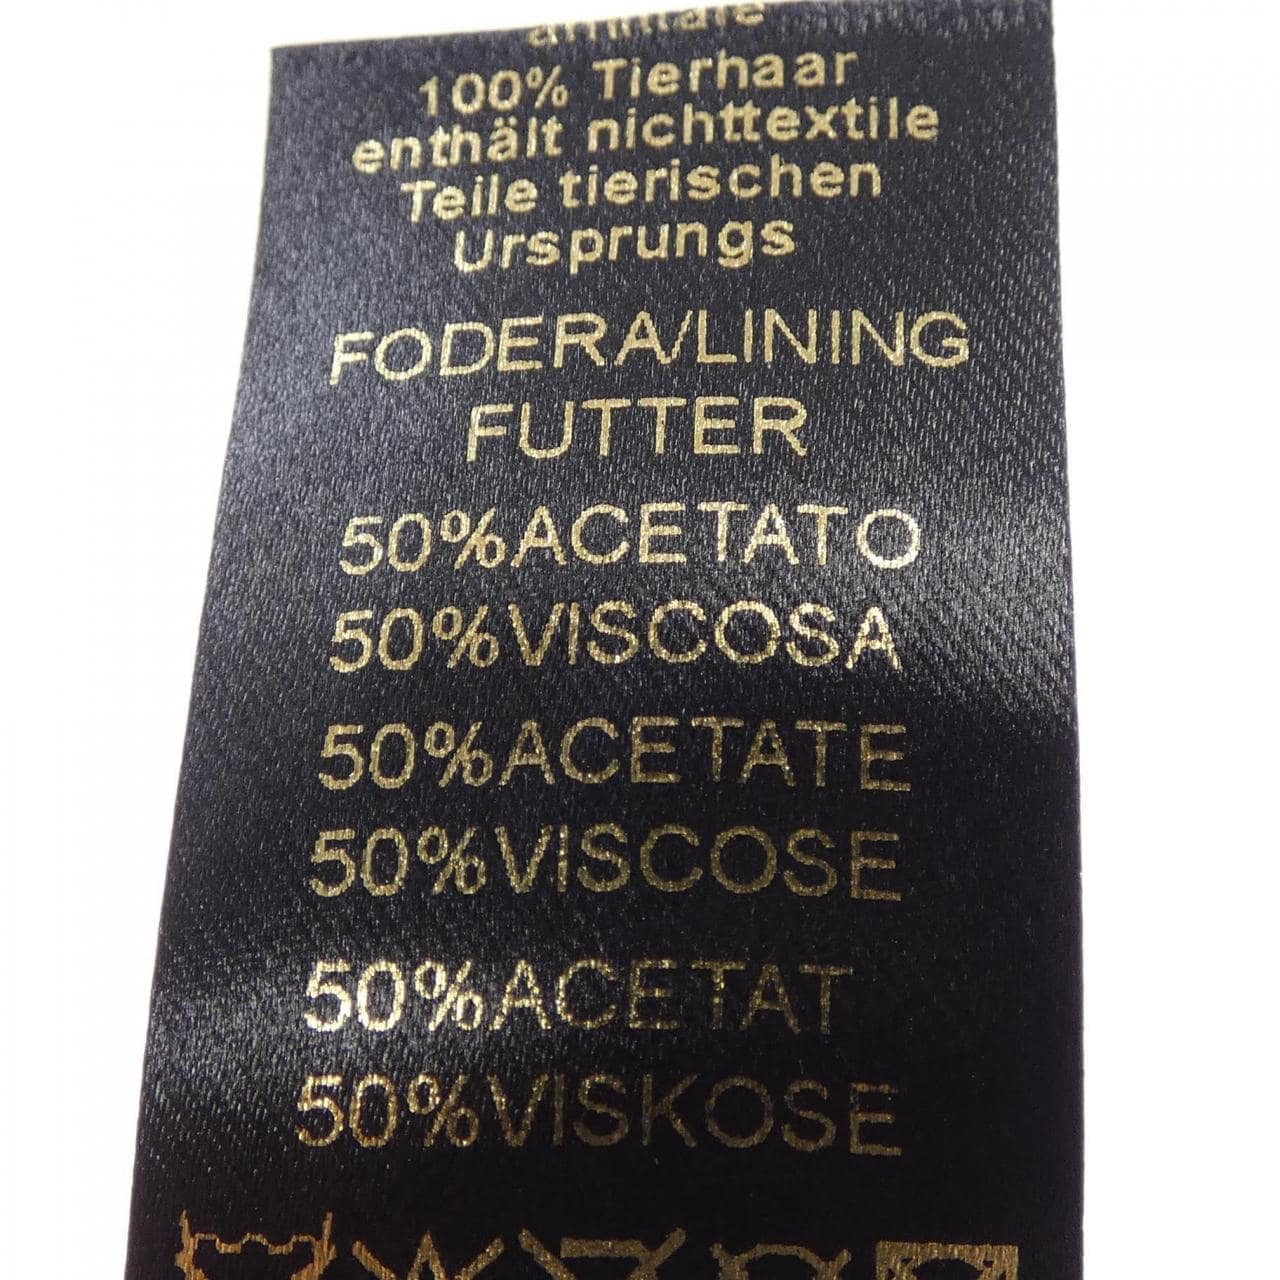 100% Tierhaar
enthält nichttextile
Teile tierischen
Ursprungs
FODERA/LINING
FUTTER
50%ACETATO
50%VISCOSA
50%ACETATE
50%VISCOSE
50%ACETAT
50%VISKOSE